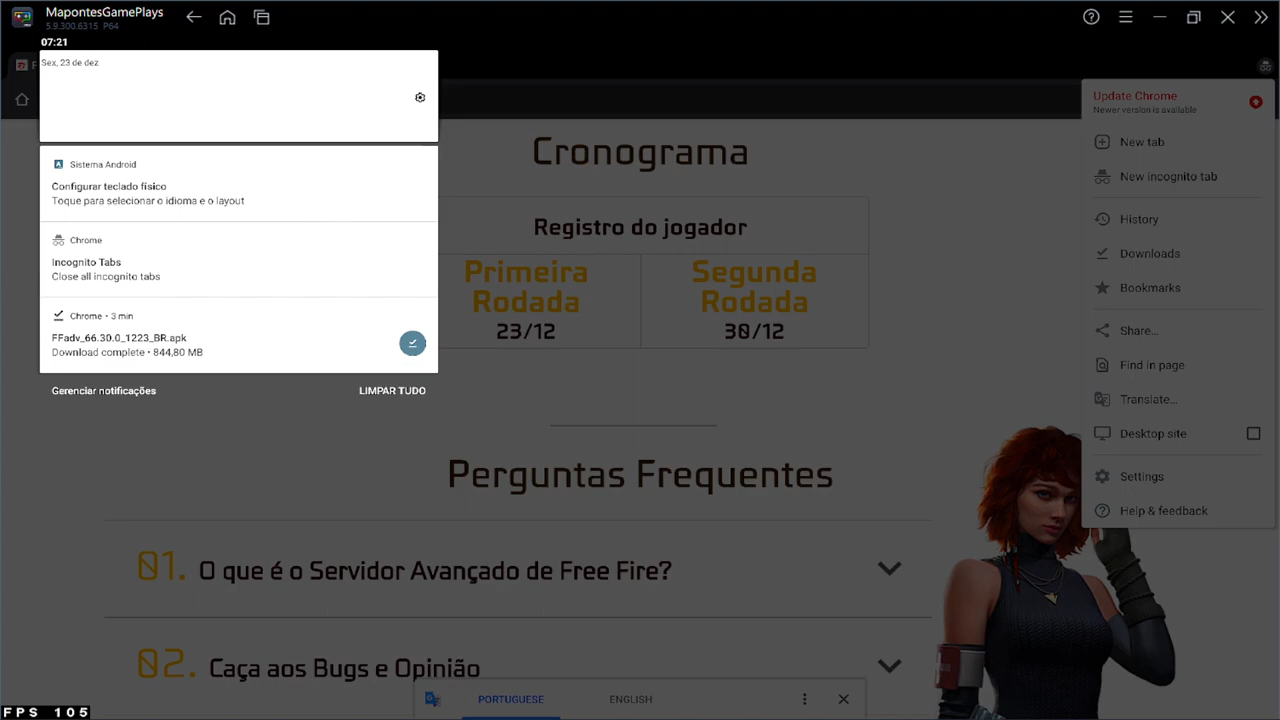 MapontesGamePlays
5.9.300.6315 P64
07:21
Sex, 23 de dez
Sistema Android
Configurar teclado físico
Toque para selecionar o idioma e o layout
Chrome
Incognito Tabs
Close all incognito tabs
Chrome • 3 min
FFadv_66.30.0_1223_BR.apk
Download complete • 844,80 MB
Gerenciar notificações
LIMPAR TUDO
Cronograma
Registro do jogador
Primeira Rodada
23/12
Segunda Rodada
30/12
Perguntas Frequentes
01. O que é o Servidor Avançado de Free Fire?
02. Caça aos Bugs e Opinião
PORTUGUESE
ENGLISH
Update Chrome
Newer version is available
New tab
New incognito tab
History
Downloads
Bookmarks
Share...
Find in page
Translate...
Desktop site
Settings
Help & feedback
FPS 105